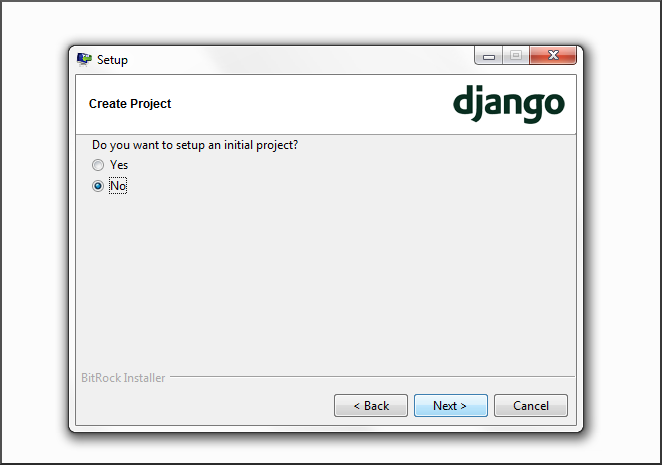 Setup
Create Project
django
Do you want to setup an initial project?
Yes
No
BitRock Installer
< Back
Next >
Cancel